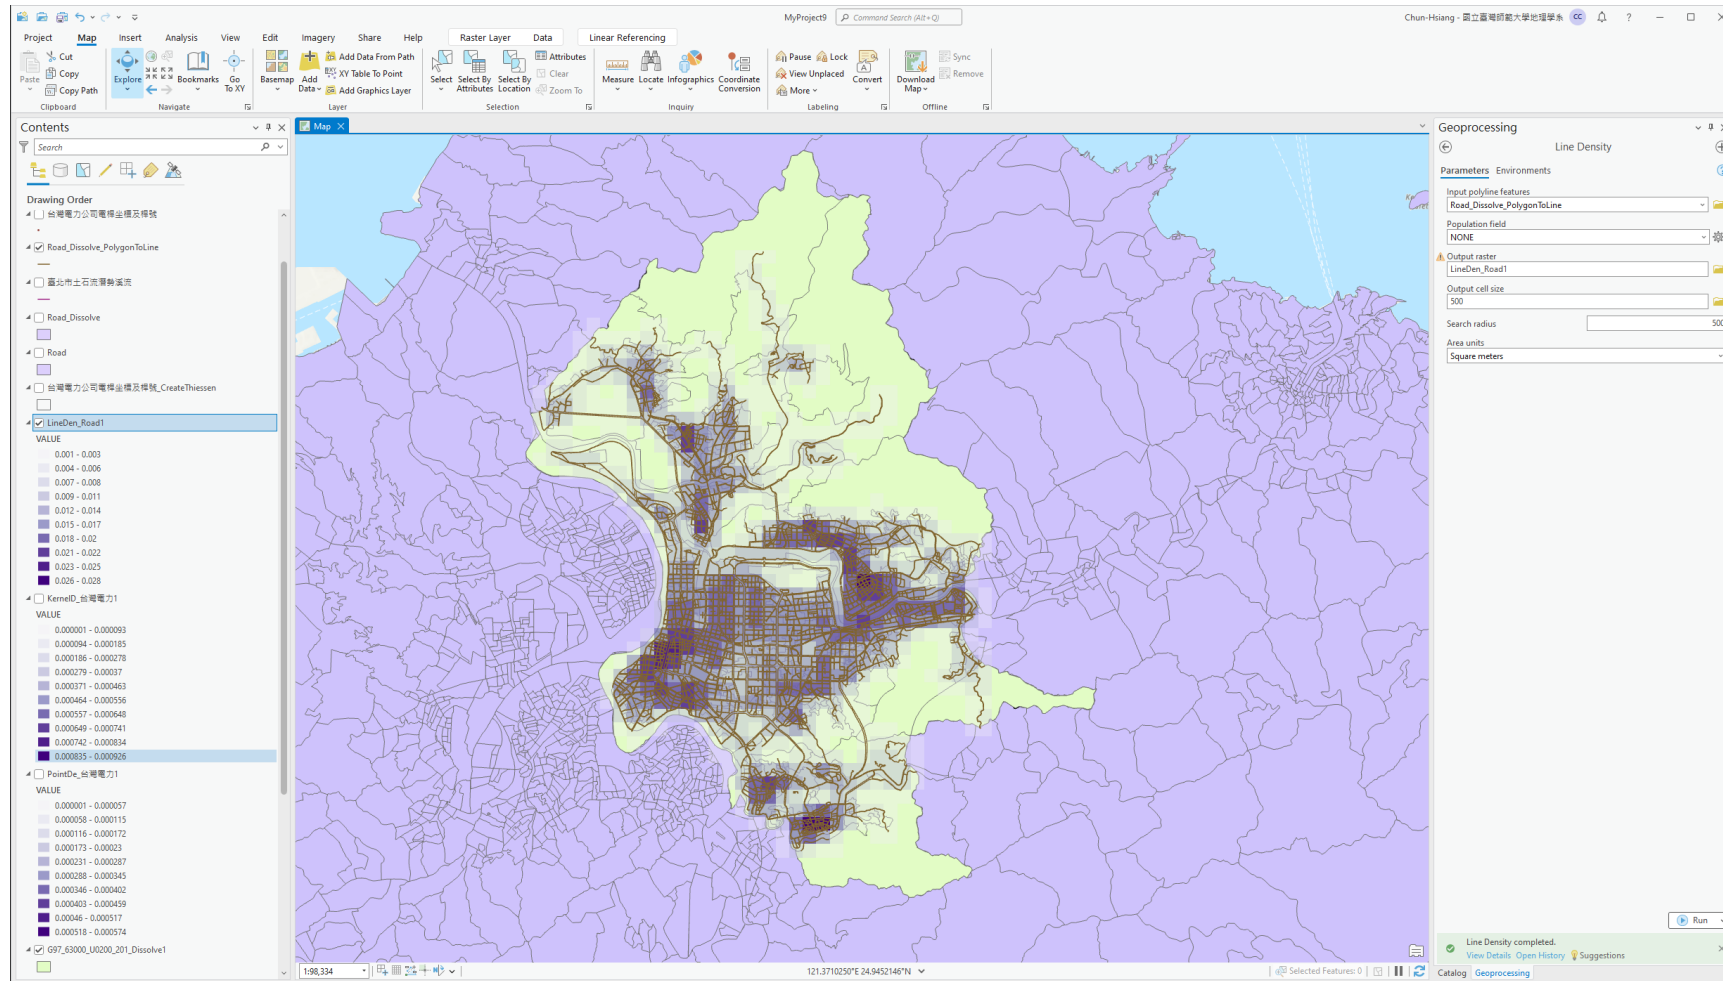 MyProject9
Command Search (Alt+Q)
Chun-Hsiang - 國立臺灣師範大學地理學系
CC
?
Project Map Insert Analysis View Edit Imagery Share Help Raster Layer Data Linear Referencing
Paste
Cut
Copy
Copy Path
Clipboard
Explore
Bookmarks
Go To XY
Navigate
Basemap
Add Data
Add Data From Path
XY Table To Point
Add Graphics Layer
Layer
Select
Select By Attributes
Select By Location
Attributes
Clear
Zoom To
Selection
Measure
Locate
Infographics
Coordinate Conversion
Inquiry
Pause
Lock
View Unplaced
More
Convert
Labeling
Download Map
Sync
Remove
Offline
Contents
Search
Drawing Order
台灣電力公司電桿坐標及桿號
Road_Dissolve_PolygonToLine
臺北市土石流潛勢溪流
Road_Dissolve
Road
台灣電力公司電桿坐標及桿號_CreateThiessen
LineDen_Road1
VALUE
0.001 - 0.003
0.004 - 0.006
0.007 - 0.008
0.009 - 0.011
0.012 - 0.014
0.015 - 0.017
0.018 - 0.02
0.021 - 0.022
0.023 - 0.025
0.026 - 0.028
KernelD_台灣電力1
VALUE
0.000001 - 0.000093
0.000094 - 0.000185
0.000186 - 0.000278
0.000279 - 0.00037
0.000371 - 0.000463
0.000464 - 0.000556
0.000557 - 0.000648
0.000649 - 0.000741
0.000742 - 0.000834
0.000835 - 0.000926
PointDe_台灣電力1
VALUE
0.000001 - 0.000057
0.000058 - 0.000115
0.000116 - 0.000172
0.000173 - 0.00023
0.000231 - 0.000287
0.000288 - 0.000345
0.000346 - 0.000402
0.000403 - 0.000459
0.00046 - 0.000517
0.000518 - 0.000574
G97_63000_U0200_201_Dissolve1
Map
1:98,334
121.3710250°E 24.9452146°N
Selected Features: 0
Geoprocessing
Line Density
Parameters Environments
Input polyline features
Road_Dissolve_PolygonToLine
Population field
NONE
Output raster
LineDen_Road1
Output cell size
500
Search radius
500
Area units
Square meters
Run
Line Density completed.
View Details Open History Suggestions
Catalog Geoprocessing